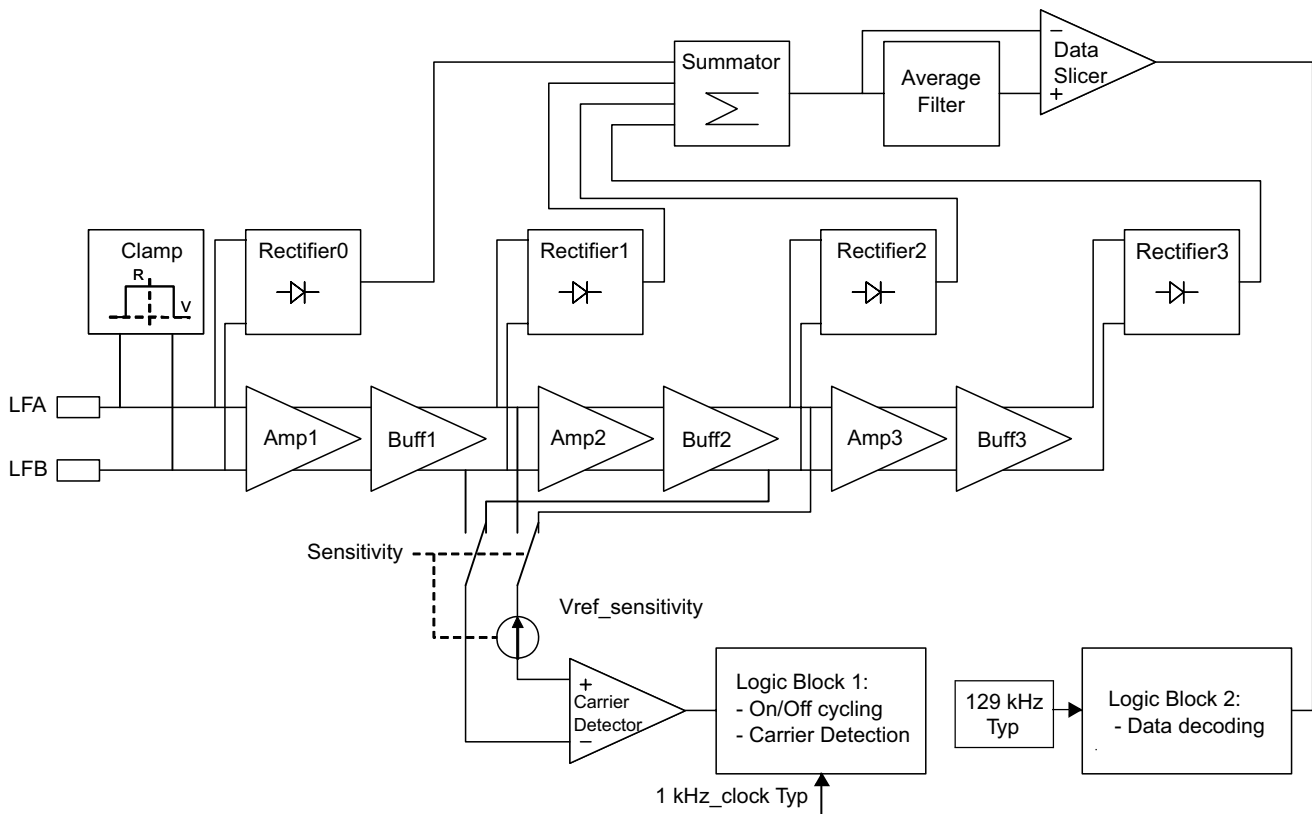 Summator
Σ
Average
Filter
−
Data
Slicer
+
Clamp
R
V
Rectifier0
Rectifier1
Rectifier2
Rectifier3
LFA
LFB
Amp1
Buff1
Amp2
Buff2
Amp3
Buff3
Sensitivity
Vref_sensitivity
+
Carrier
Detector
−
Logic Block 1:
- On/Off cycling
- Carrier Detection
129 kHz
Typ
Logic Block 2:
- Data decoding
1 kHz_clock Typ